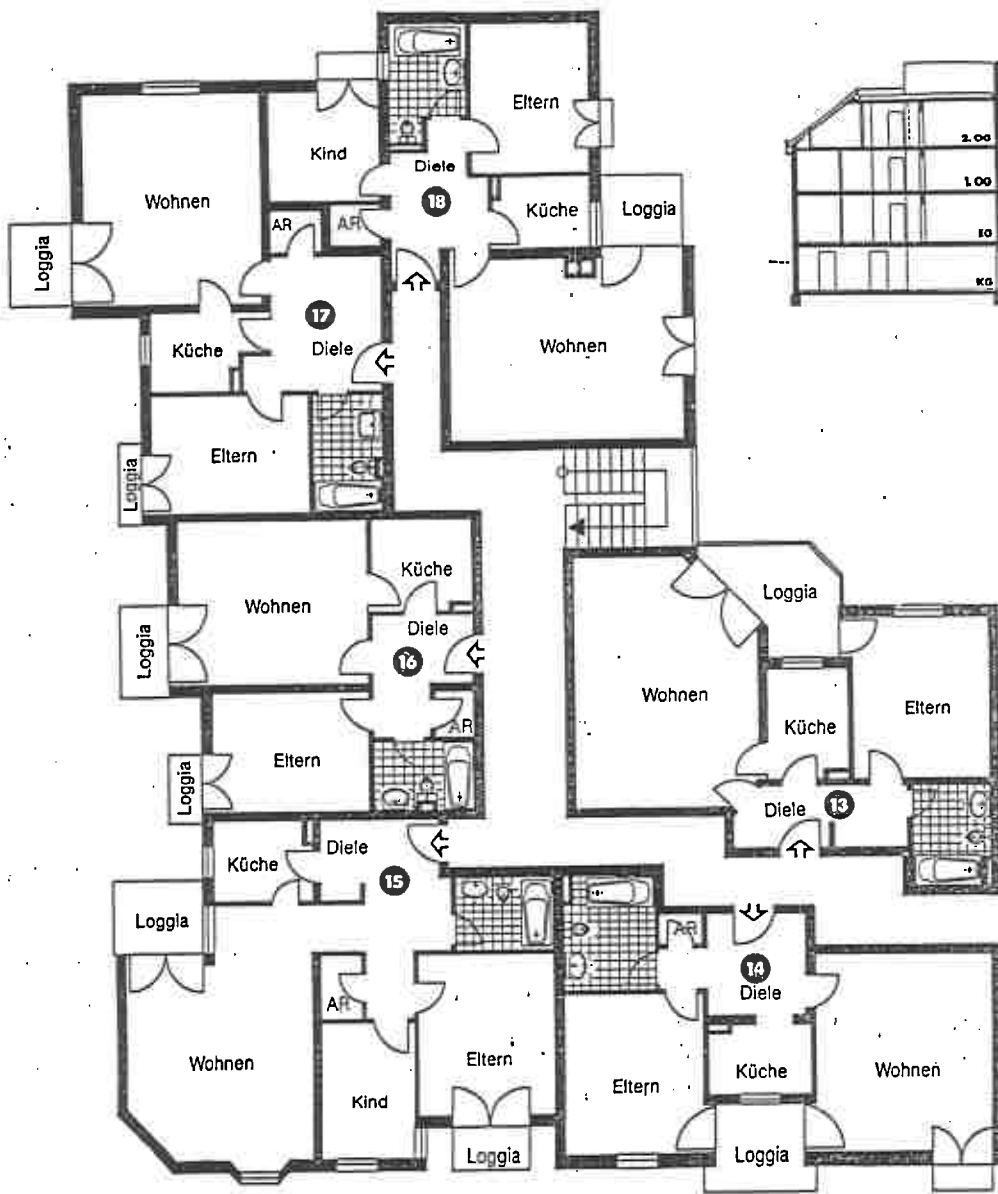 Eltern
Kind
Diele
18
Wohnen
Küche
Loggia
AR
AR
Loggia
17
Diele
Küche
Wohnen
Eltern
Loggia
2. OG
1. OG
EG
KG
Küche
Wohnen
Diele
16
Loggia
AR
Eltern
Loggia
Loggia
Wohnen
Küche
Eltern
Diele
13
Küche
Diele
15
Loggia
AR
Wohnen
Kind
Eltern
Loggia
AR
14
Diele
Küche
Eltern
Wohnen
Loggia